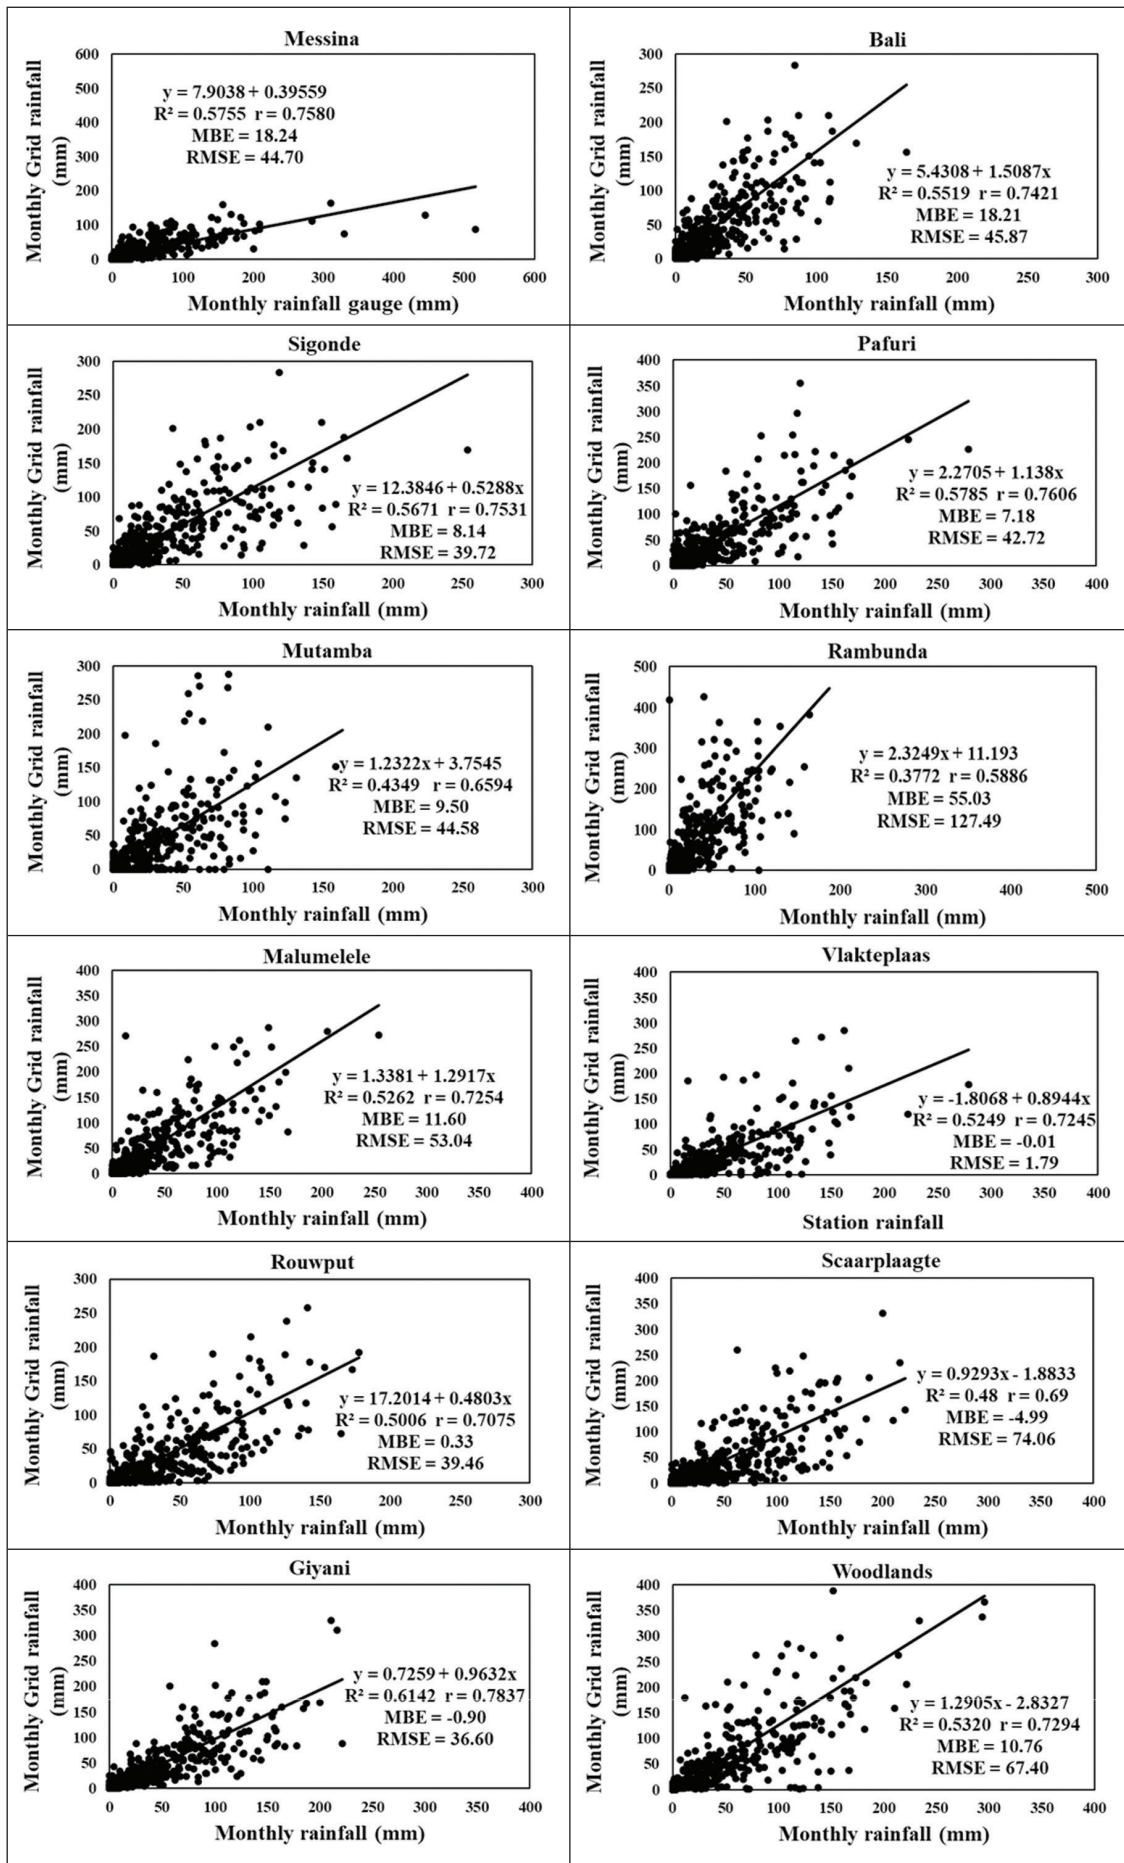 Messina
Monthly Grid rainfall
(mm)
600
500
400
300
200
100
0
y = 7.9038 + 0.39559
R² = 0.5755 r = 0.7580
MBE = 18.24
RMSE = 44.70
0 100 200 300 400 500 600
Monthly rainfall gauge (mm)
Bali
Monthly Grid rainfall
(mm)
300
250
200
150
100
50
0
y = 5.4308 + 1.5087x
R² = 0.5519 r = 0.7421
MBE = 18.21
RMSE = 45.87
0 50 100 150 200 250 300
Monthly rainfall (mm)
Sigonde
Monthly Grid rainfall
(mm)
300
250
200
150
100
50
0
y = 12.3846 + 0.5288x
R² = 0.5671 r = 0.7531
MBE = 8.14
RMSE = 39.72
0 50 100 150 200 250 300
Monthly rainfall (mm)
Pafuri
Monthly Grid rainfall
(mm)
400
350
300
250
200
150
100
50
0
y = 2.2705 + 1.138x
R² = 0.5785 r = 0.7606
MBE = 7.18
RMSE = 42.72
0 50 100 150 200 250 300 350 400
Monthly rainfall (mm)
Mutamba
Monthly Grid rainfall
(mm)
300
250
200
150
100
50
0
y = 1.2322x + 3.7545
R² = 0.4349 r = 0.6594
MBE = 9.50
RMSE = 44.58
0 50 100 150 200 250 300
Monthly rainfall (mm)
Rambunda
Monthly Grid rainfall
(mm)
500
400
300
200
100
0
y = 2.3249x + 11.193
R² = 0.3772 r = 0.5886
MBE = 55.03
RMSE = 127.49
0 100 200 300 400 500
Monthly rainfall (mm)
Malumelele
Monthly Grid rainfall
(mm)
400
350
300
250
200
150
100
50
0
y = 1.3381 + 1.2917x
R² = 0.5262 r = 0.7254
MBE = 11.60
RMSE = 53.04
0 50 100 150 200 250 300 350 400
Monthly rainfall (mm)
Vlakteplaas
Monthly Grid rainfall
(mm)
400
350
300
250
200
150
100
50
0
y = -1.8068 + 0.8944x
R² = 0.5249 r = 0.7245
MBE = -0.01
RMSE = 1.79
0 50 100 150 200 250 300 350 400
Station rainfall
Rouwput
Monthly Grid rainfall
(mm)
300
250
200
150
100
50
0
y = 17.2014 + 0.4803x
R² = 0.5006 r = 0.7075
MBE = 0.33
RMSE = 39.46
0 50 100 150 200 250 300
Monthly rainfall (mm)
Scaarplaagte
Monthly Grid rainfall
(mm)
400
350
300
250
200
150
100
50
0
y = 0.9293x - 1.8833
R² = 0.48 r = 0.69
MBE = -4.99
RMSE = 74.06
0 50 100 150 200 250 300 350 400
Monthly rainfall (mm)
Giyani
Monthly Grid rainfall
(mm)
400
350
300
250
200
150
100
50
0
y = 0.7259 + 0.9632x
R² = 0.6142 r = 0.7837
MBE = -0.90
RMSE = 36.60
0 50 100 150 200 250 300 350 400
Monthly rainfall (mm)
Woodlands
Monthly Grid rainfall
(mm)
400
350
300
250
200
150
100
50
0
y = 1.2905x - 2.8327
R² = 0.5320 r = 0.7294
MBE = 10.76
RMSE = 67.40
0 50 100 150 200 250 300 350 400
Monthly rainfall (mm)